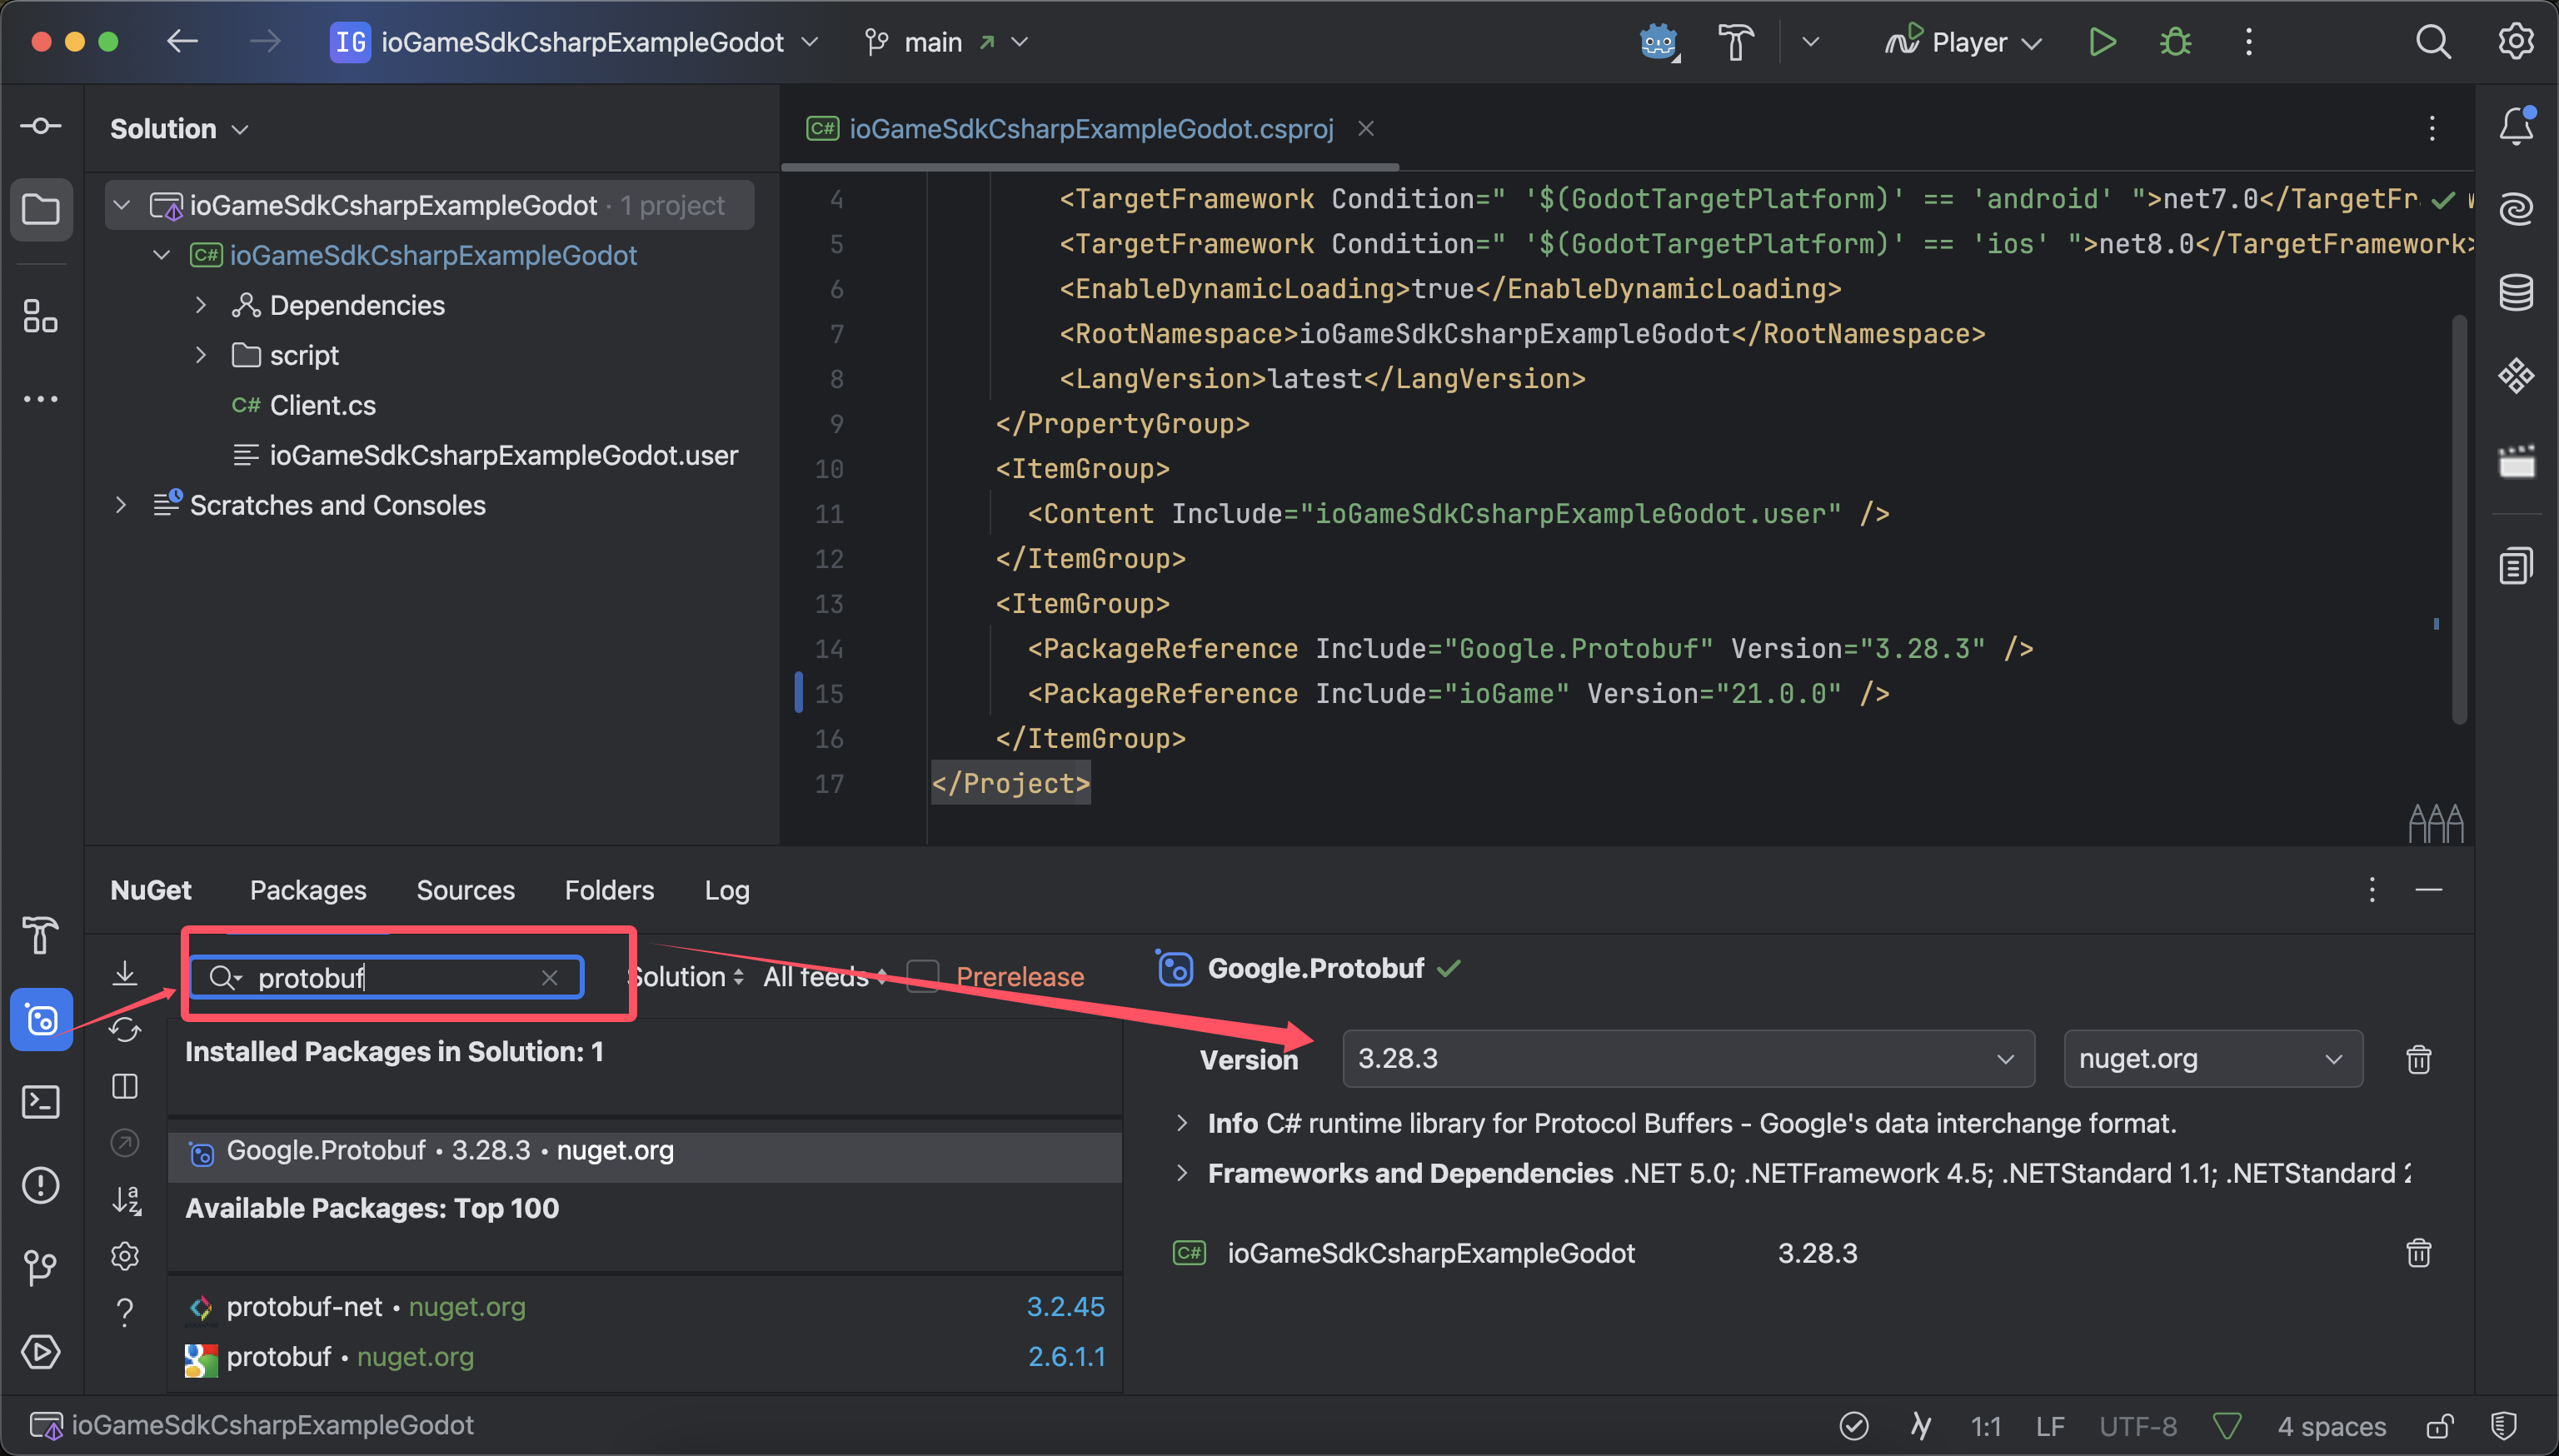 IG ioGameSdkCsharpExampleGodot main Player
Solution
ioGameSdkCsharpExampleGodot · 1 project
C# ioGameSdkCsharpExampleGodot
Dependencies
script
C# Client.cs
ioGameSdkCsharpExampleGodot.user
Scratches and Consoles
C# ioGameSdkCsharpExampleGodot.csproj
4 <TargetFramework Condition=" '$(GodotTargetPlatform)' == 'android' ">net7.0</TargetFr
5 <TargetFramework Condition=" '$(GodotTargetPlatform)' == 'ios' ">net8.0</TargetFramework>
6 <EnableDynamicLoading>true</EnableDynamicLoading>
7 <RootNamespace>ioGameSdkCsharpExampleGodot</RootNamespace>
8 <LangVersion>latest</LangVersion>
9 </PropertyGroup>
10 <ItemGroup>
11 <Content Include="ioGameSdkCsharpExampleGodot.user" />
12 </ItemGroup>
13 <ItemGroup>
14 <PackageReference Include="Google.Protobuf" Version="3.28.3" />
15 <PackageReference Include="ioGame" Version="21.0.0" />
16 </ItemGroup>
17 </Project>
NuGet Packages Sources Folders Log
protobuf Solution All feeds Prerelease
Installed Packages in Solution: 1
Google.Protobuf • 3.28.3 • nuget.org
Available Packages: Top 100
protobuf-net • nuget.org 3.2.45
protobuf • nuget.org 2.6.1.1
Google.Protobuf
Version 3.28.3 nuget.org
Info C# runtime library for Protocol Buffers - Google's data interchange format.
Frameworks and Dependencies .NET 5.0; .NETFramework 4.5; .NETStandard 1.1; .NETStandard 2
C# ioGameSdkCsharpExampleGodot 3.28.3
ioGameSdkCsharpExampleGodot 1:1 LF UTF-8 4 spaces